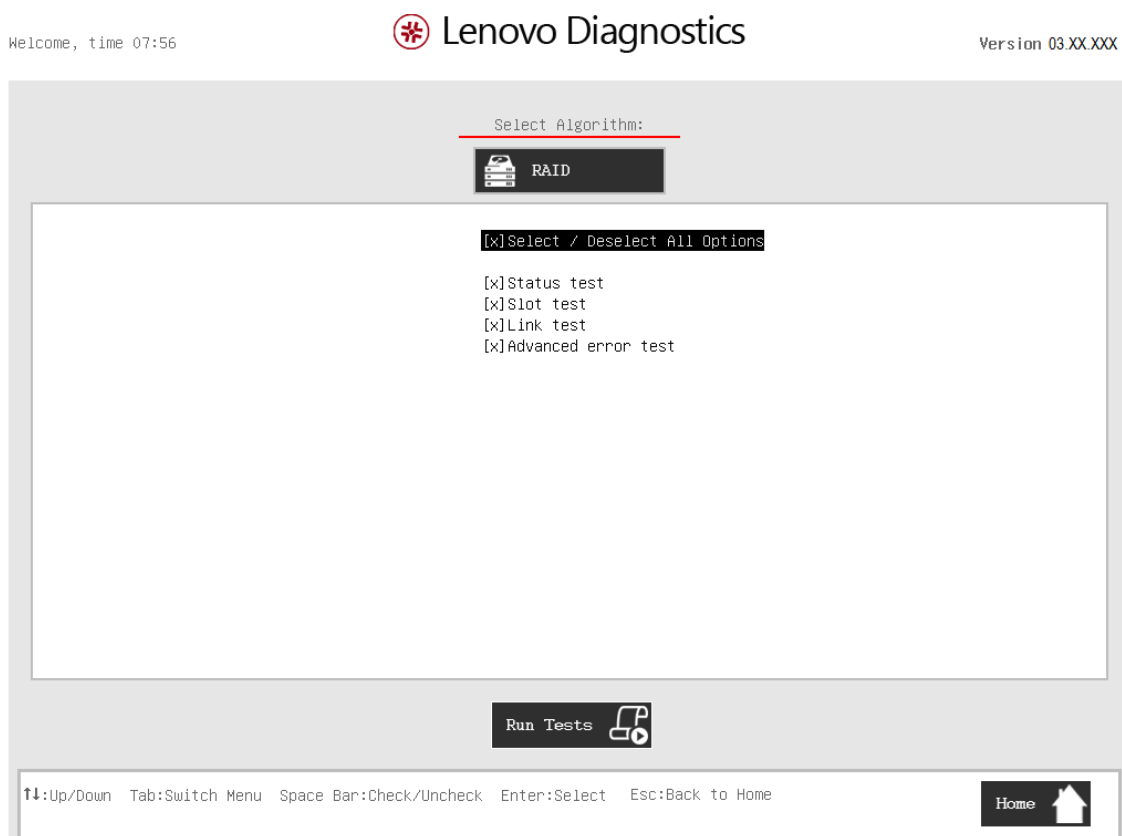 Welcome, time 07:56
Lenovo Diagnostics
Version 03.XX.XXX
Select Algorithm:
RAID
[x]Select / Deselect All Options
[x]Status test
[x]Slot test
[x]Link test
[x]Advanced error test
Run Tests
↑↓:Up/Down Tab:Switch Menu Space Bar:Check/Uncheck Enter:Select Esc:Back to Home
Home